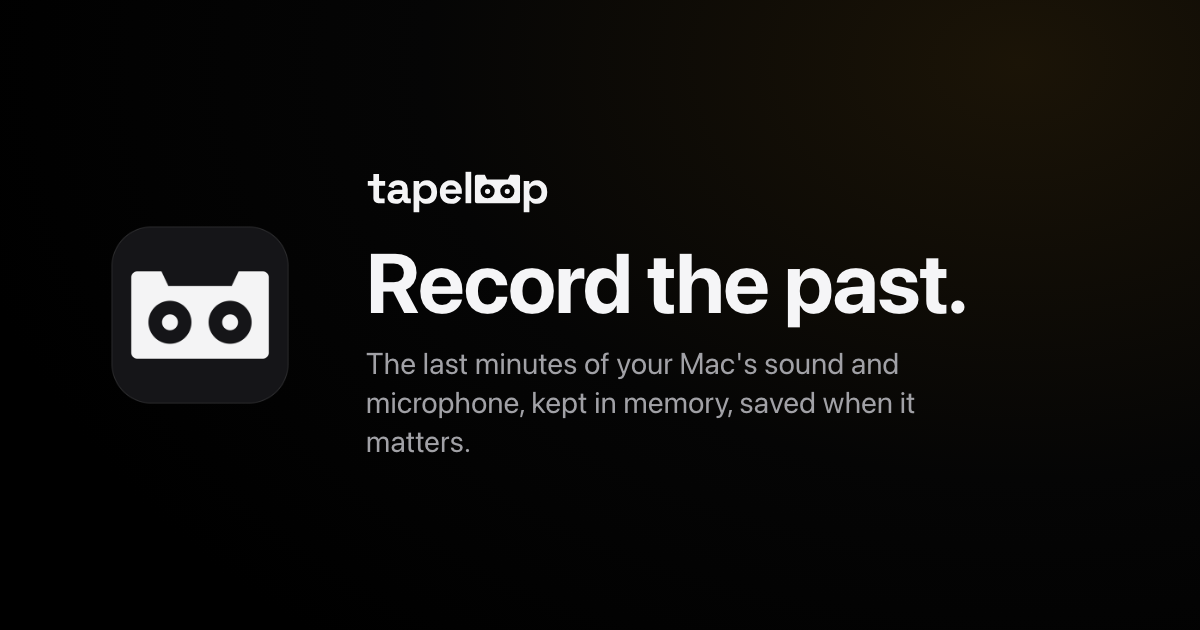 tapeloop
Record the past.
The last minutes of your Mac's sound and
microphone, kept in memory, saved when it
matters.